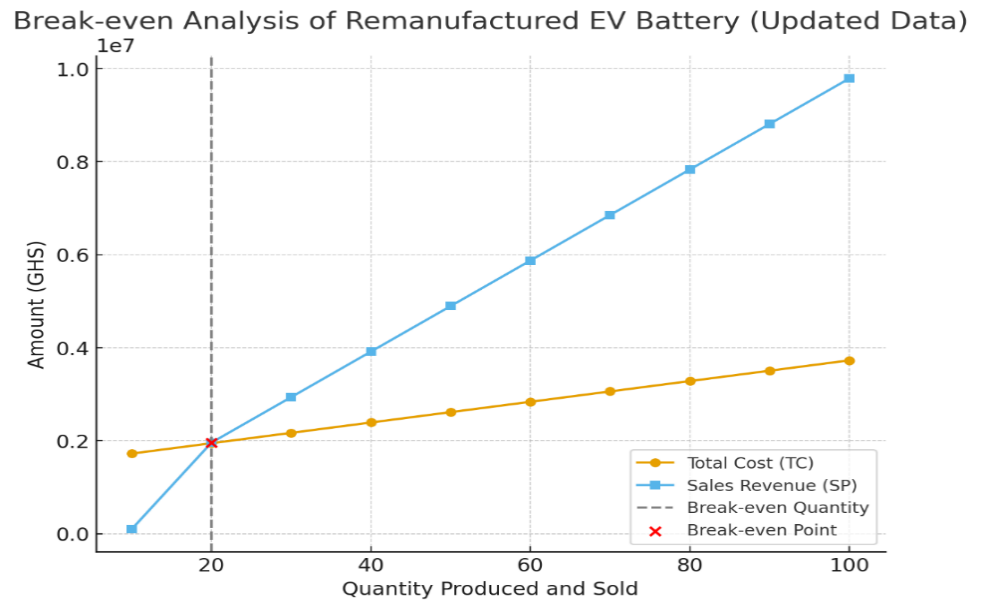 Break-even Analysis of Remanufactured EV Battery (Updated Data)
1e7
1.0
0.8
0.6
0.4
0.2
0.0
Amount (GHS)
20
40
60
80
100
Quantity Produced and Sold
Total Cost (TC)
Sales Revenue (SP)
Break-even Quantity
Break-even Point